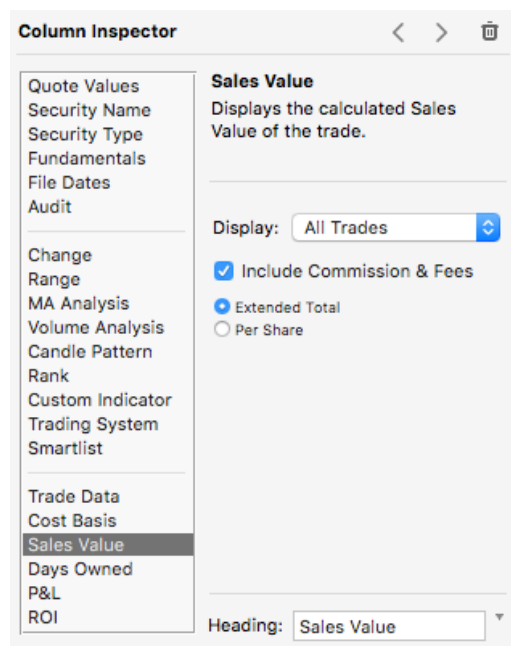 Column Inspector
Quote Values
Security Name
Security Type
Fundamentals
File Dates
Audit
Change
Range
MA Analysis
Volume Analysis
Candle Pattern
Rank
Custom Indicator
Trading System
Smartlist
Trade Data
Cost Basis
Sales Value
Days Owned
P&L
ROI
Sales Value
Displays the calculated Sales
Value of the trade.
Display: All Trades
Include Commission & Fees
Extended Total
Per Share
Heading: Sales Value